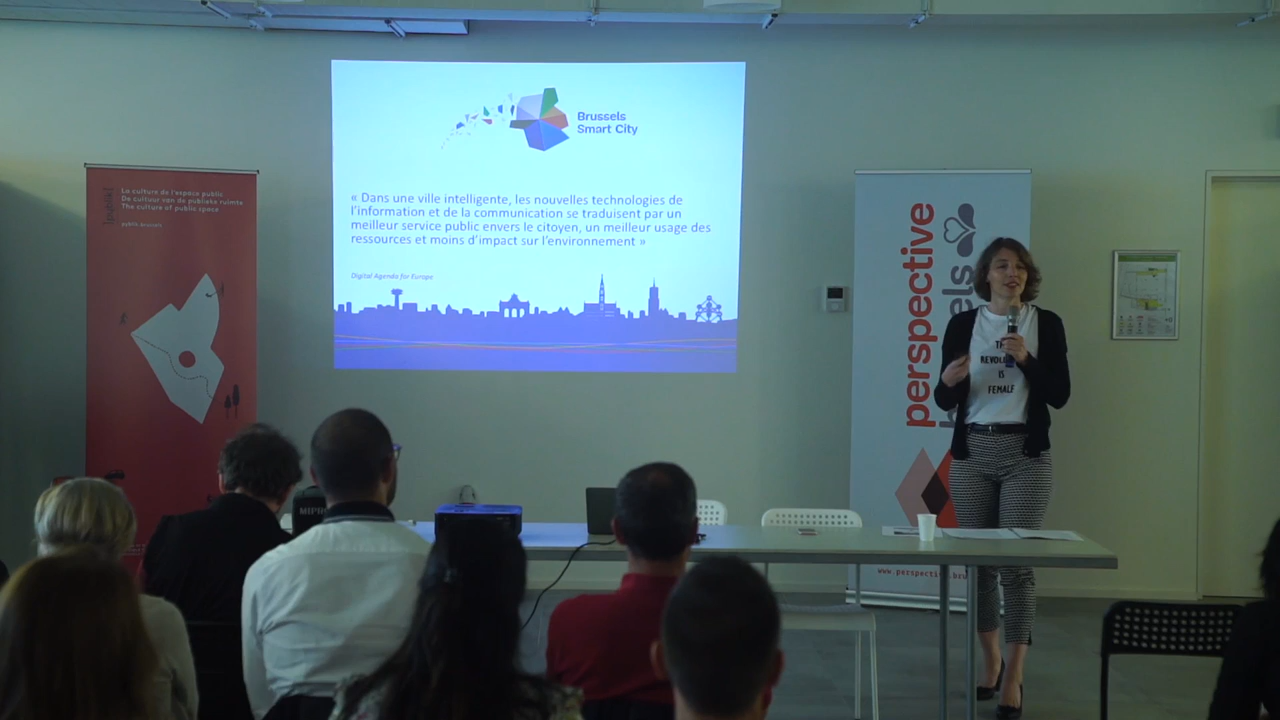 La culture de l'espace public
De cultuur van de publieke ruimte
The culture of public space
public.brussels
Brussels
Smart City
« Dans une ville intelligente, les nouvelles technologies de
l'information et de la communication se traduisent par un
meilleur service public envers le citoyen, un meilleur usage des
ressources et moins d'impact sur l'environnement »
Digital Agenda for Europe
perspective
IS
FEMALE
MIPRO
www.perspective.bru